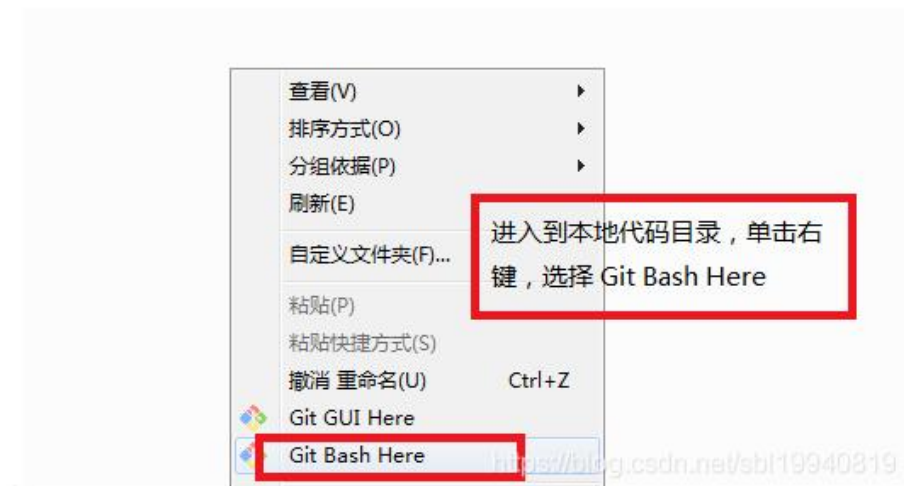 查看(V)
排序方式(O)
分组依据(P)
刷新(E)
自定义文件夹(F)...
进入到本地代码目录，单击右
键，选择 Git Bash Here
粘贴(P)
粘贴快捷方式(S)
撤消 重命名(U) Ctrl+Z
Git GUI Here
Git Bash Here
https://blog.csdn.net/sbl19940819